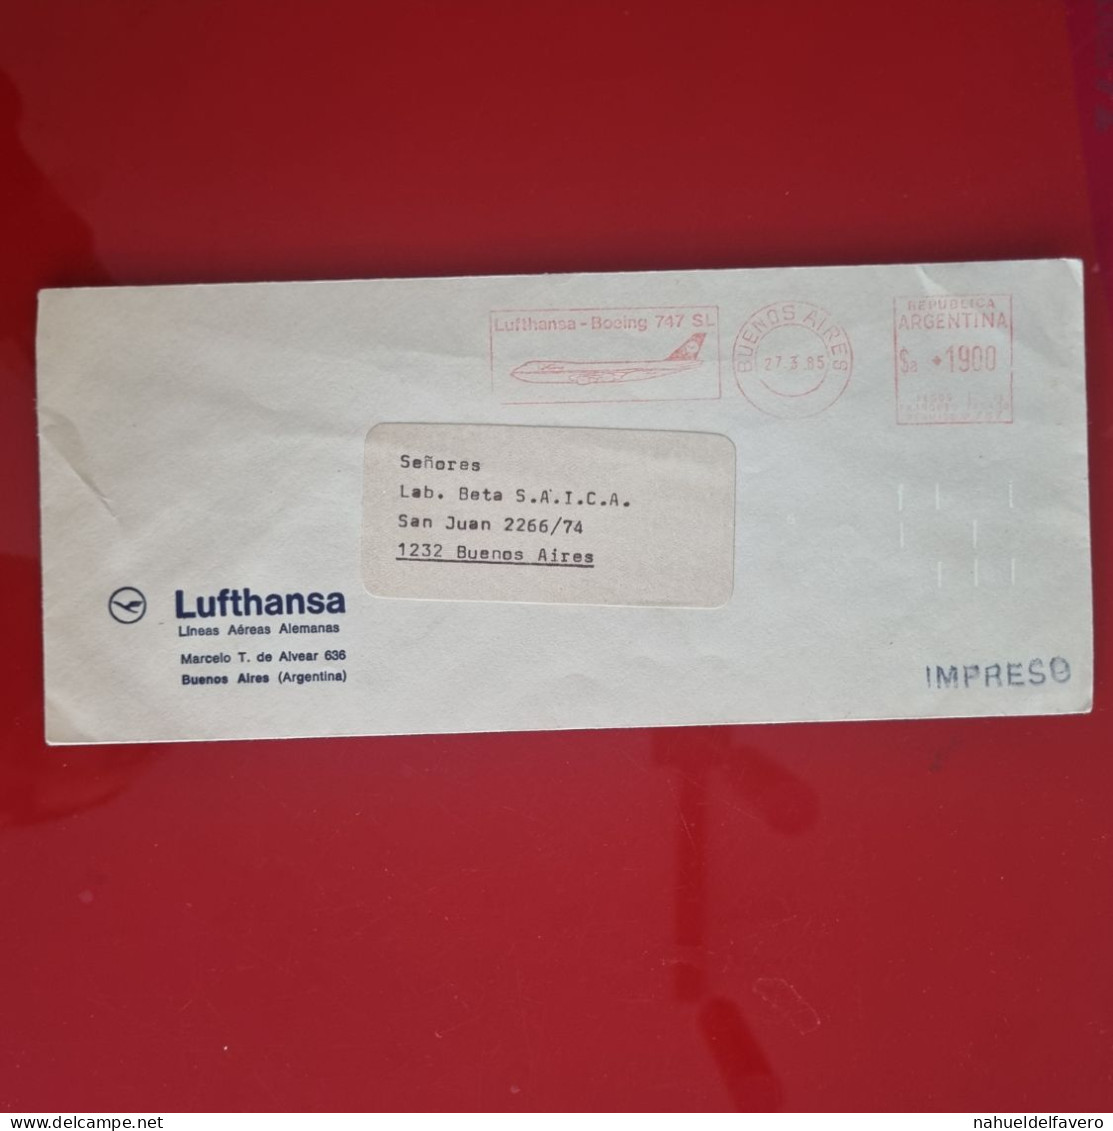 Lufthansa - Boeing 747 SL
BUENOS AIRES
27.3.85
REPUBLICA
ARGENTINA
$a *1900
Señores
Lab. Beta S.A.I.C.A.
San Juan 2266/74
1232 Buenos Aires
Lufthansa
Líneas Aéreas Alemanas
Marcelo T. de Alvear 636
Buenos Aires (Argentina)
IMPRESO
delcampe.net
nahueldelfavero